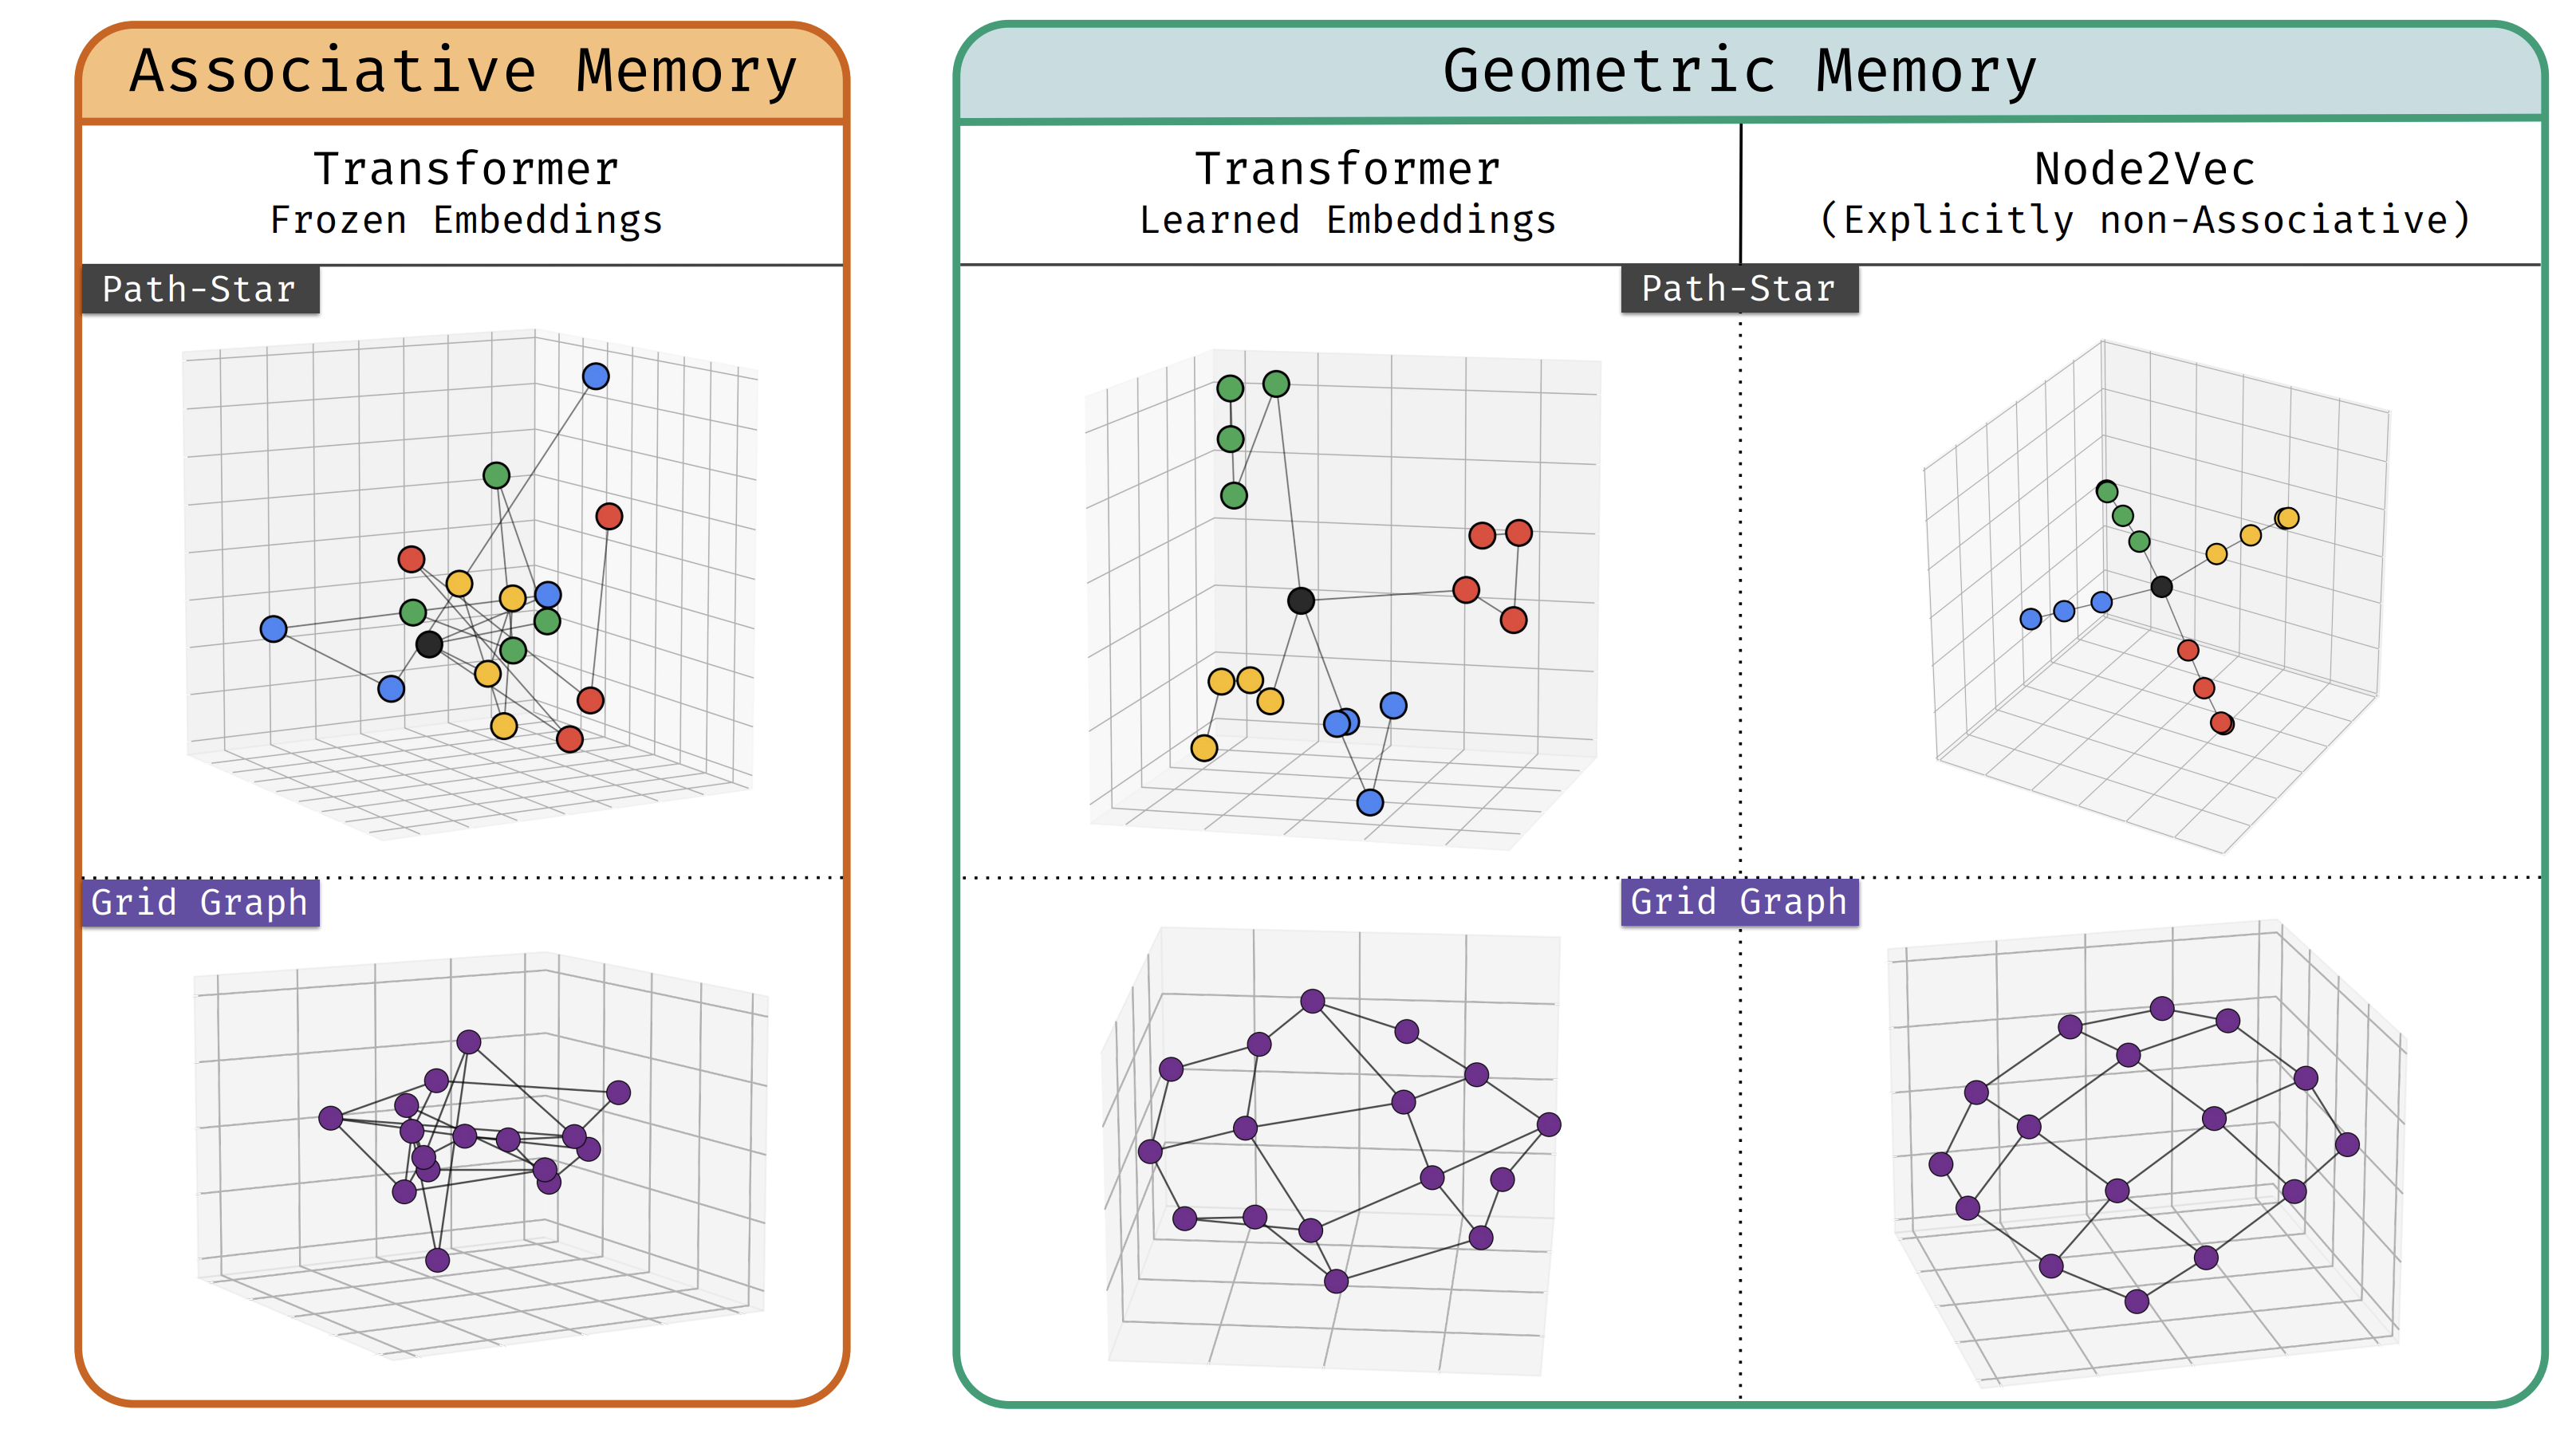 Associative Memory
Transformer
Frozen Embeddings
Path-Star
Grid Graph
Geometric Memory
Transformer
Learned Embeddings
Node2Vec
(Explicitly non-Associative)
Path-Star
Grid Graph